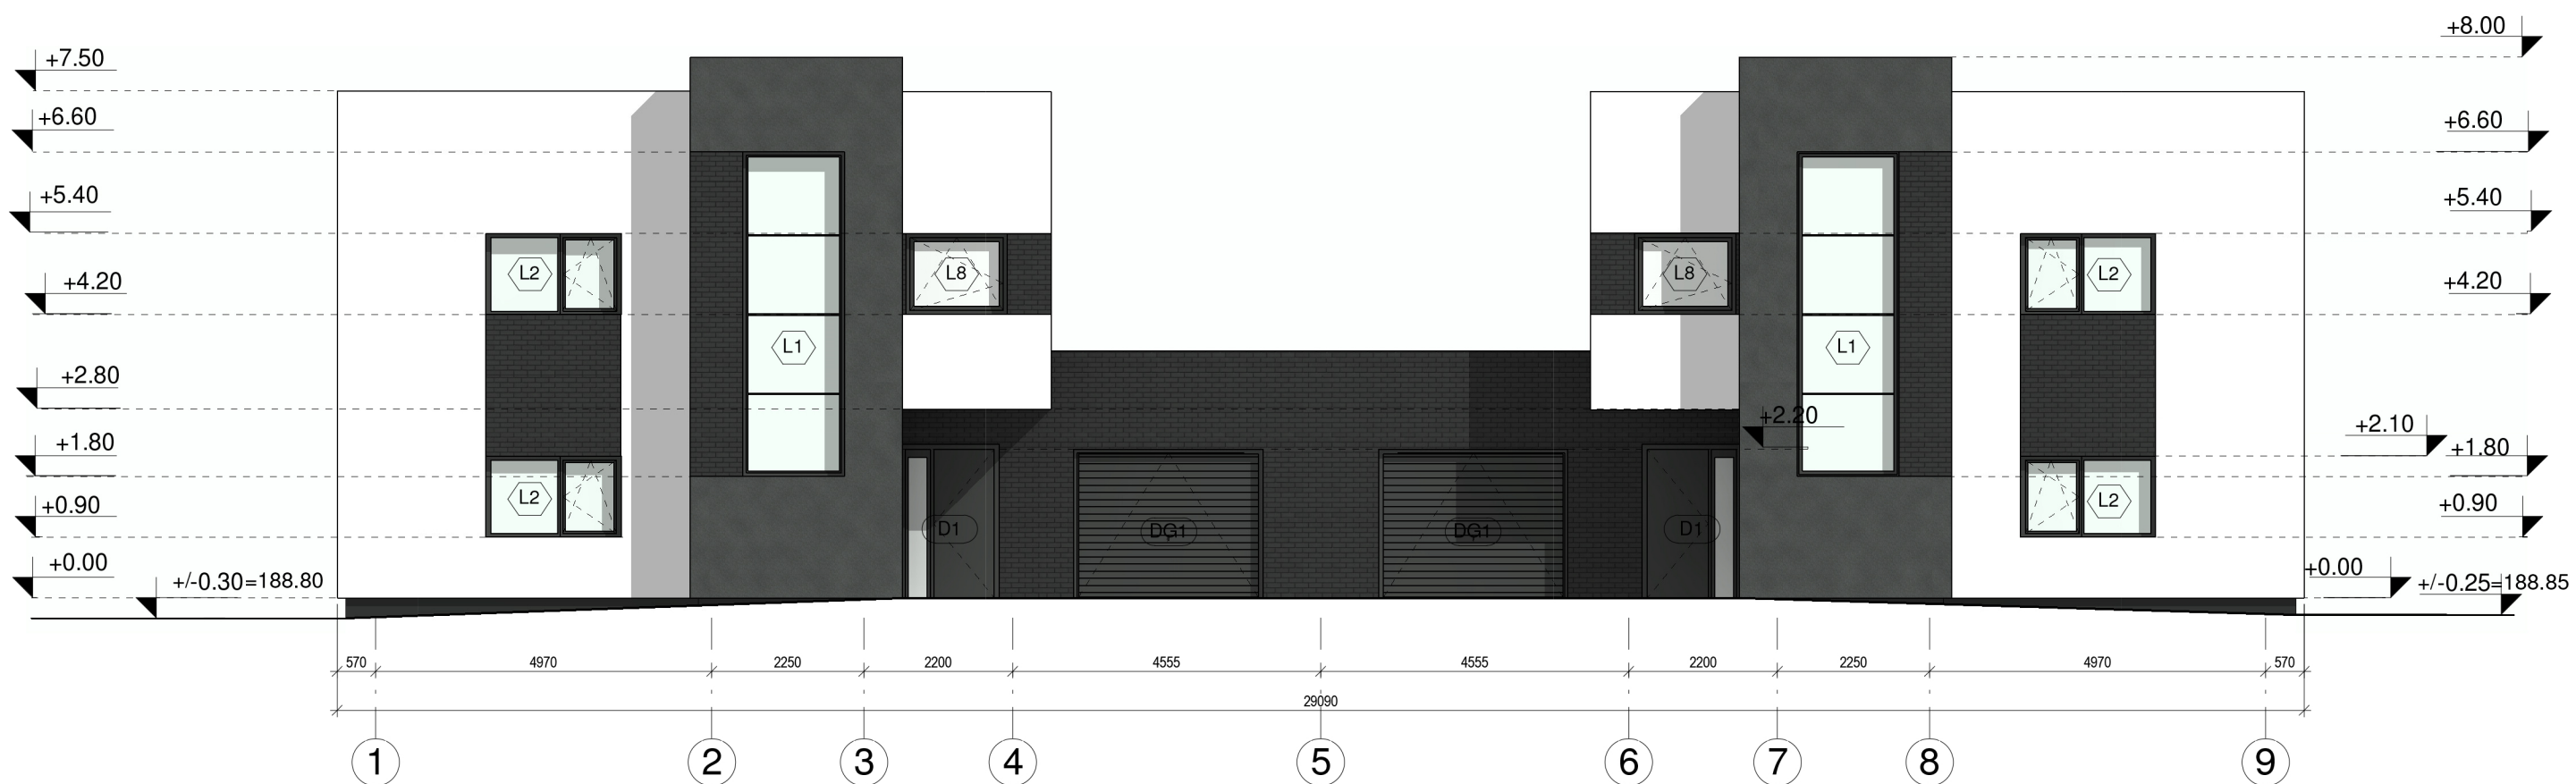 +7.50
+8.00
+6.60
+6.60
+5.40
+5.40
L2
L8
L8
L2
+4.20
+4.20
L1
L1
+2.80
+2.20
+2.10
+1.80
+1.80
L2
L2
+0.90
+0.90
D1
DG1
DG1
D1
+0.00
+/-0.30=188.80
+0.00
+/-0.25=188.85
570 4970 2250 2200 4555 4555 2200 2250 4970 570
29090
1 2 3 4 5 6 7 8 9